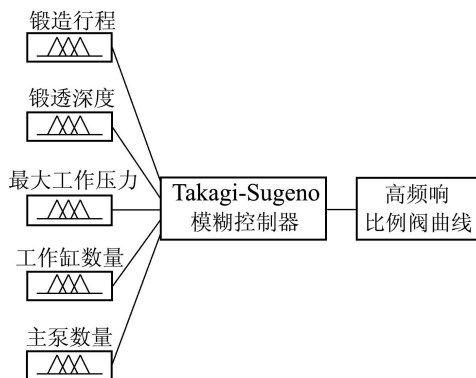 锻造行程
锻透深度
最大工作压力
工作缸数量
主泵数量
Takagi-Sugeno
模糊控制器
高频响
比例阀曲线